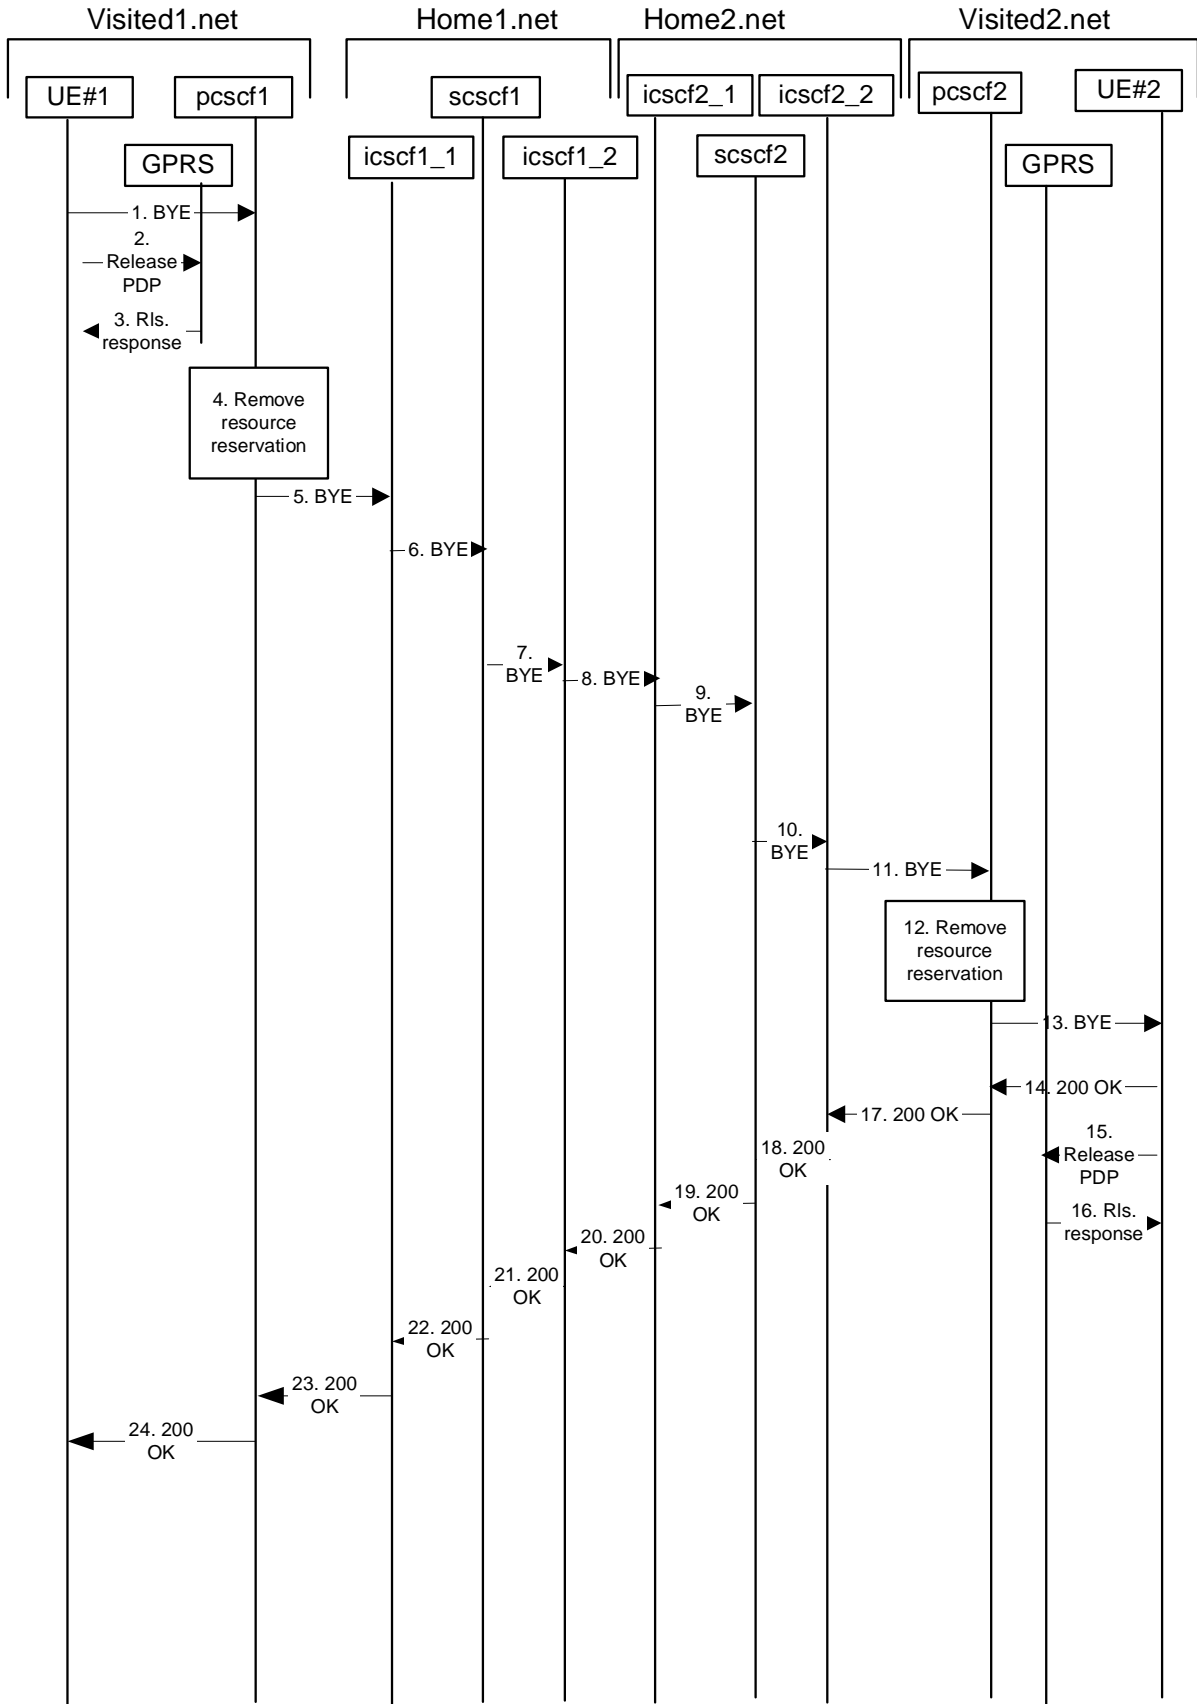 Visited1.net
Home1.net
Home2.net
Visited2.net
UE#1
pcscf1
scscf1
icscf2_1
icscf2_2
pcscf2
UE#2
GPRS
icscf1_1
icscf1_2
scscf2
GPRS
1. BYE
2.
Release
PDP
3. Rls.
response
4. Remove
resource
reservation
5. BYE
6. BYE
7.
BYE
8. BYE
9.
BYE
10.
BYE
11. BYE
12. Remove
resource
reservation
13. BYE
14. 200 OK
17. 200 OK
15.
Release
PDP
18. 200
OK
19. 200
OK
16. Rls.
response
20. 200
OK
21. 200
OK
22. 200
OK
23. 200
OK
24. 200
OK